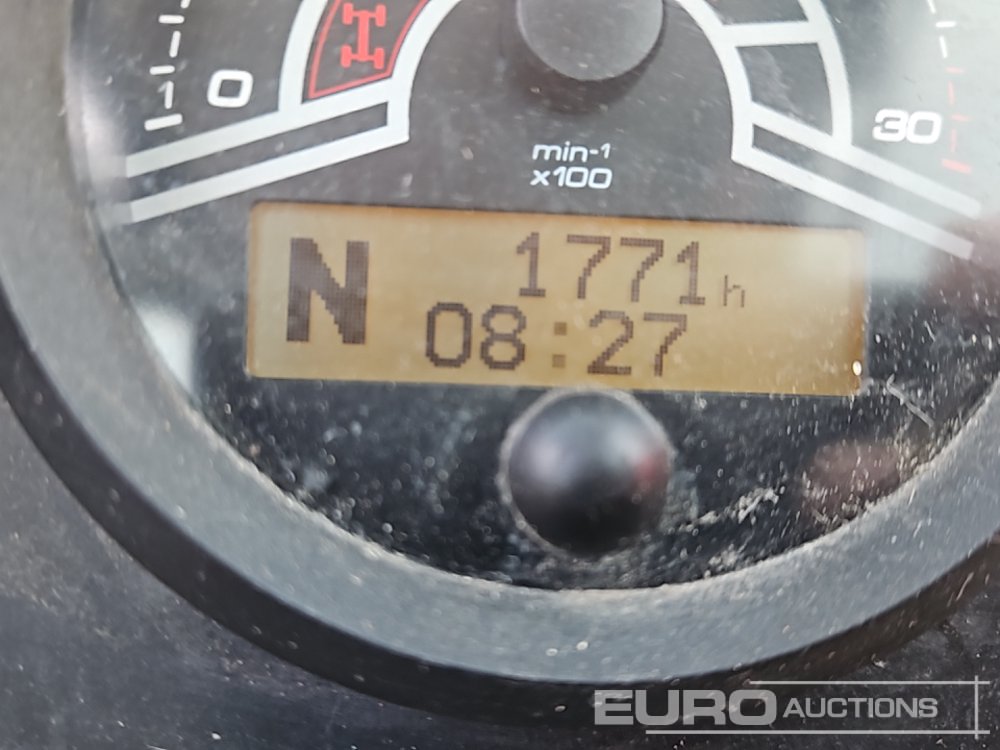 0
30
min-1
x100
N
1771 h
08:27
EURO AUCTIONS